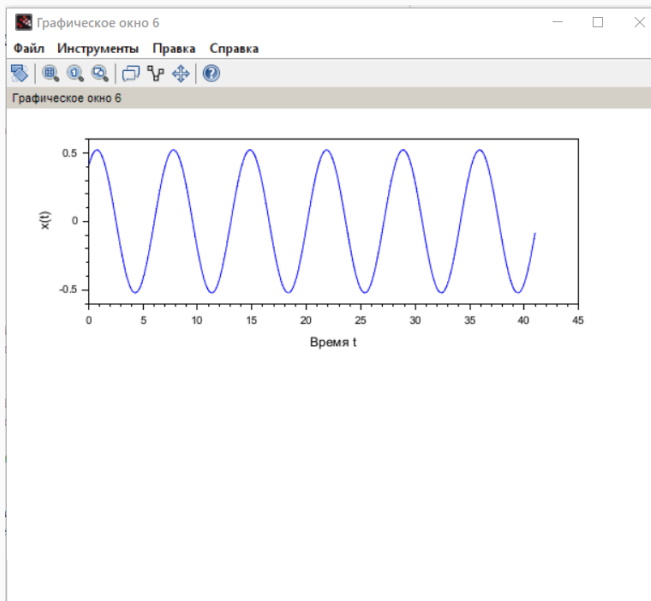 Графическое окно 6
Файл Инструменты Правка Справка
Графическое окно 6
0.5
x(t)
0
-0.5
0 5 10 15 20 25 30 35 40 45
Время t